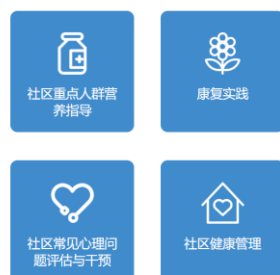 社区重点人群营
养指导
康复实践
社区常见心理问
题评估与干预
社区健康管理